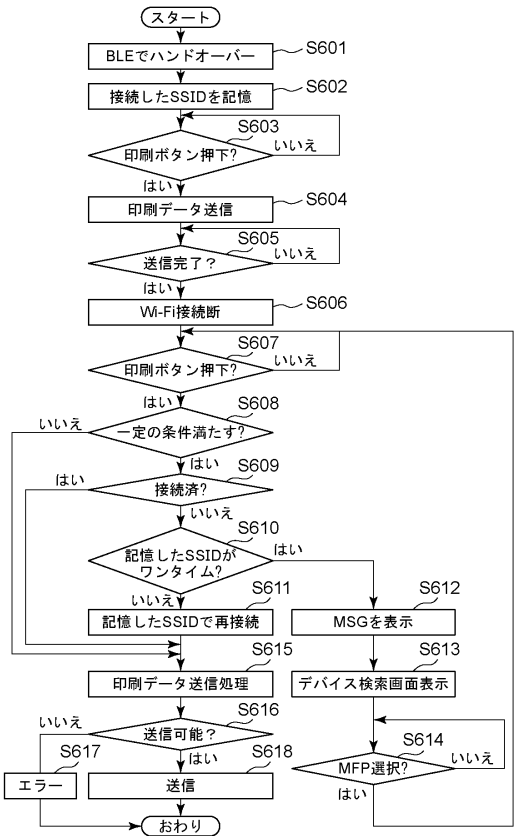 スタート
BLEでハンドオーバー
S601
接続したSSIDを記憶
S602
S603
印刷ボタン押下?
いいえ
はい
印刷データ送信
S604
S605
送信完了？
いいえ
はい
Wi-Fi接続断
S606
S607
印刷ボタン押下?
いいえ
はい
S608
いいえ
一定の条件満たす?
はい
S609
はい
接続済?
いいえ
S610
はい
記憶したSSIDが
ワンタイム?
いいえ
S611
記憶したSSIDで再接続
S612
MSGを表示
S613
デバイス検索画面表示
S614
MFP選択?
いいえ
はい
S615
印刷データ送信処理
S616
いいえ
送信可能？
はい
S617
エラー
S618
送信
おわり